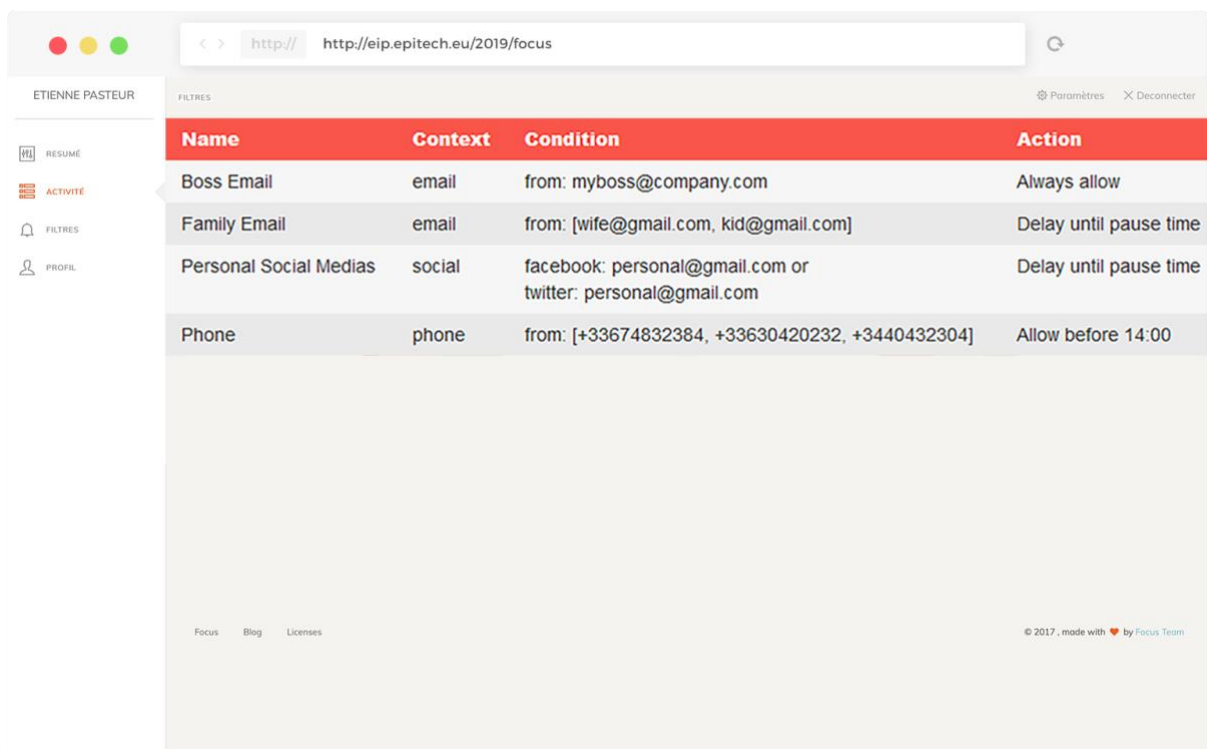 http:// http://eip.epitech.eu/2019/focus
ETIENNE PASTEUR
RESUMÉ
ACTIVITÉ
FILTRES
PROFIL
FILTRES Paramètres Deconnecter
Name Context Condition Action
Boss Email email from: myboss@company.com Always allow
Family Email email from: [wife@gmail.com, kid@gmail.com] Delay until pause time
Personal Social Medias social facebook: personal@gmail.com or Delay until pause time
twitter: personal@gmail.com
Phone phone from: [+33674832384, +33630420232, +3440432304] Allow before 14:00
Focus Blog Licenses © 2017 , made with ❤ by Focus Team